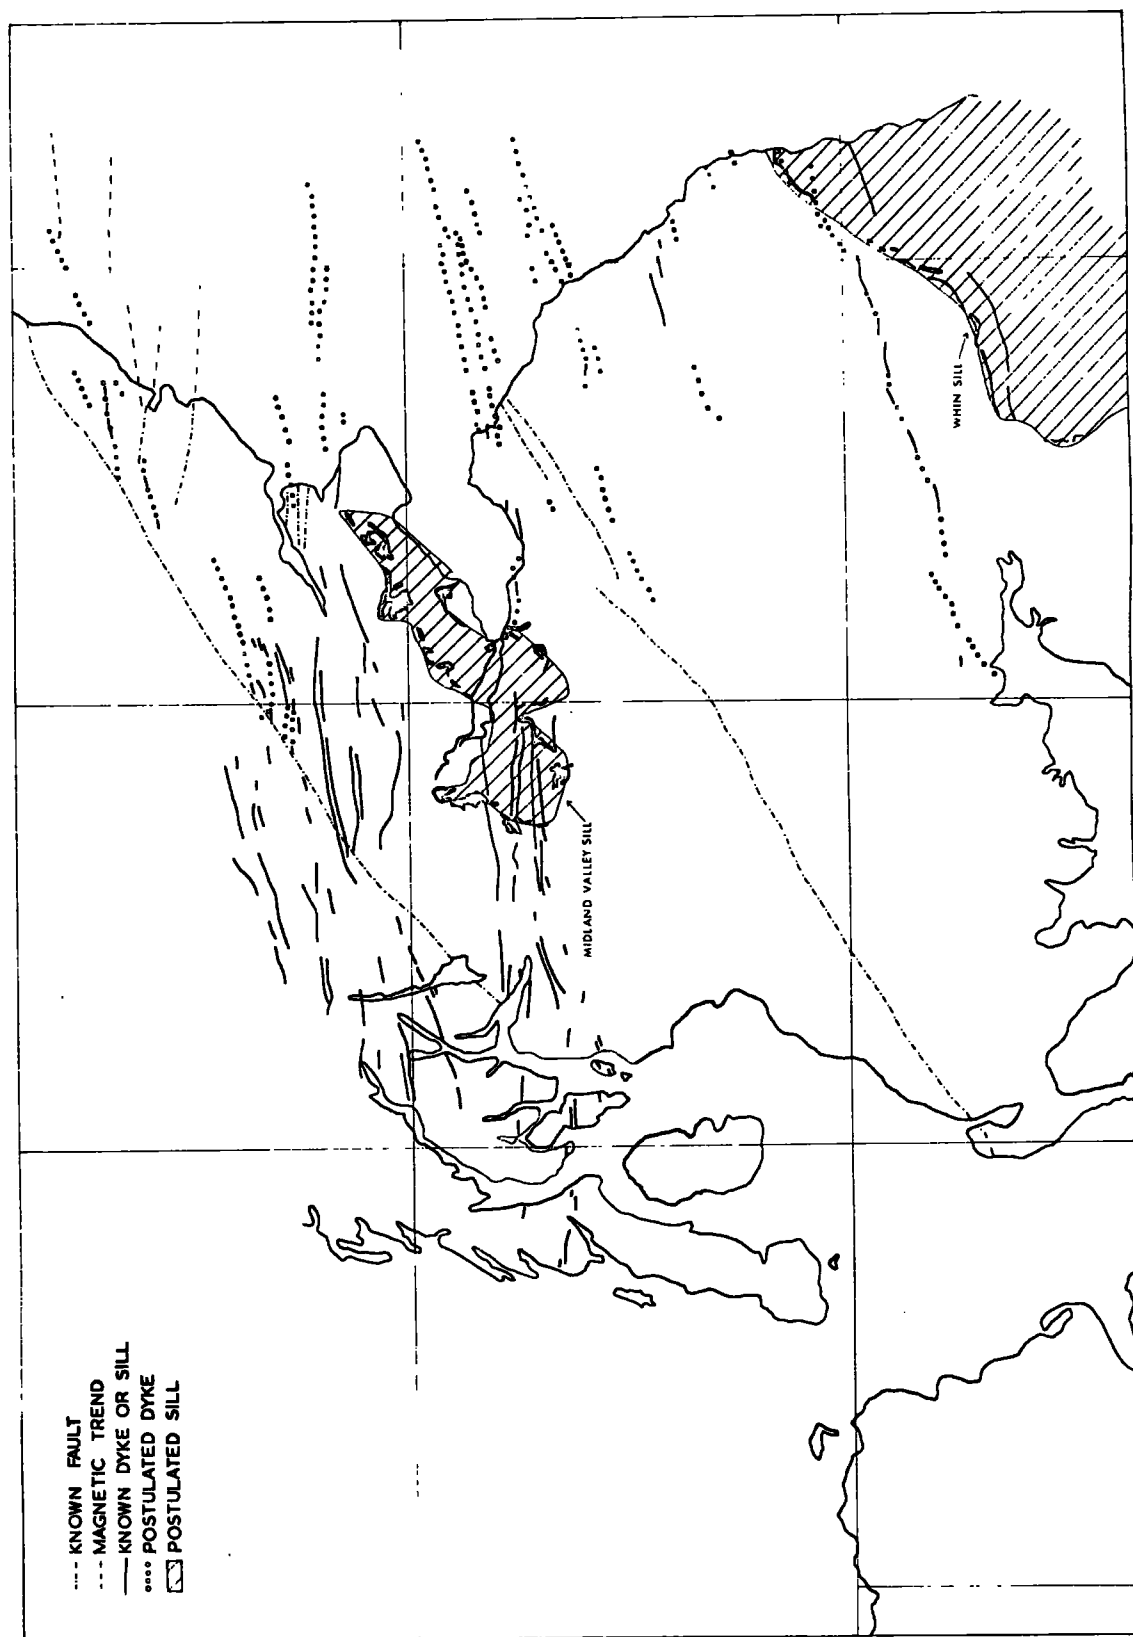 KNOWN FAULT
MAGNETIC TREND
KNOWN DYKE OR SILL
POSTULATED DYKE
POSTULATED SILL
MIDLAND VALLEY SILL
WHIN SILL